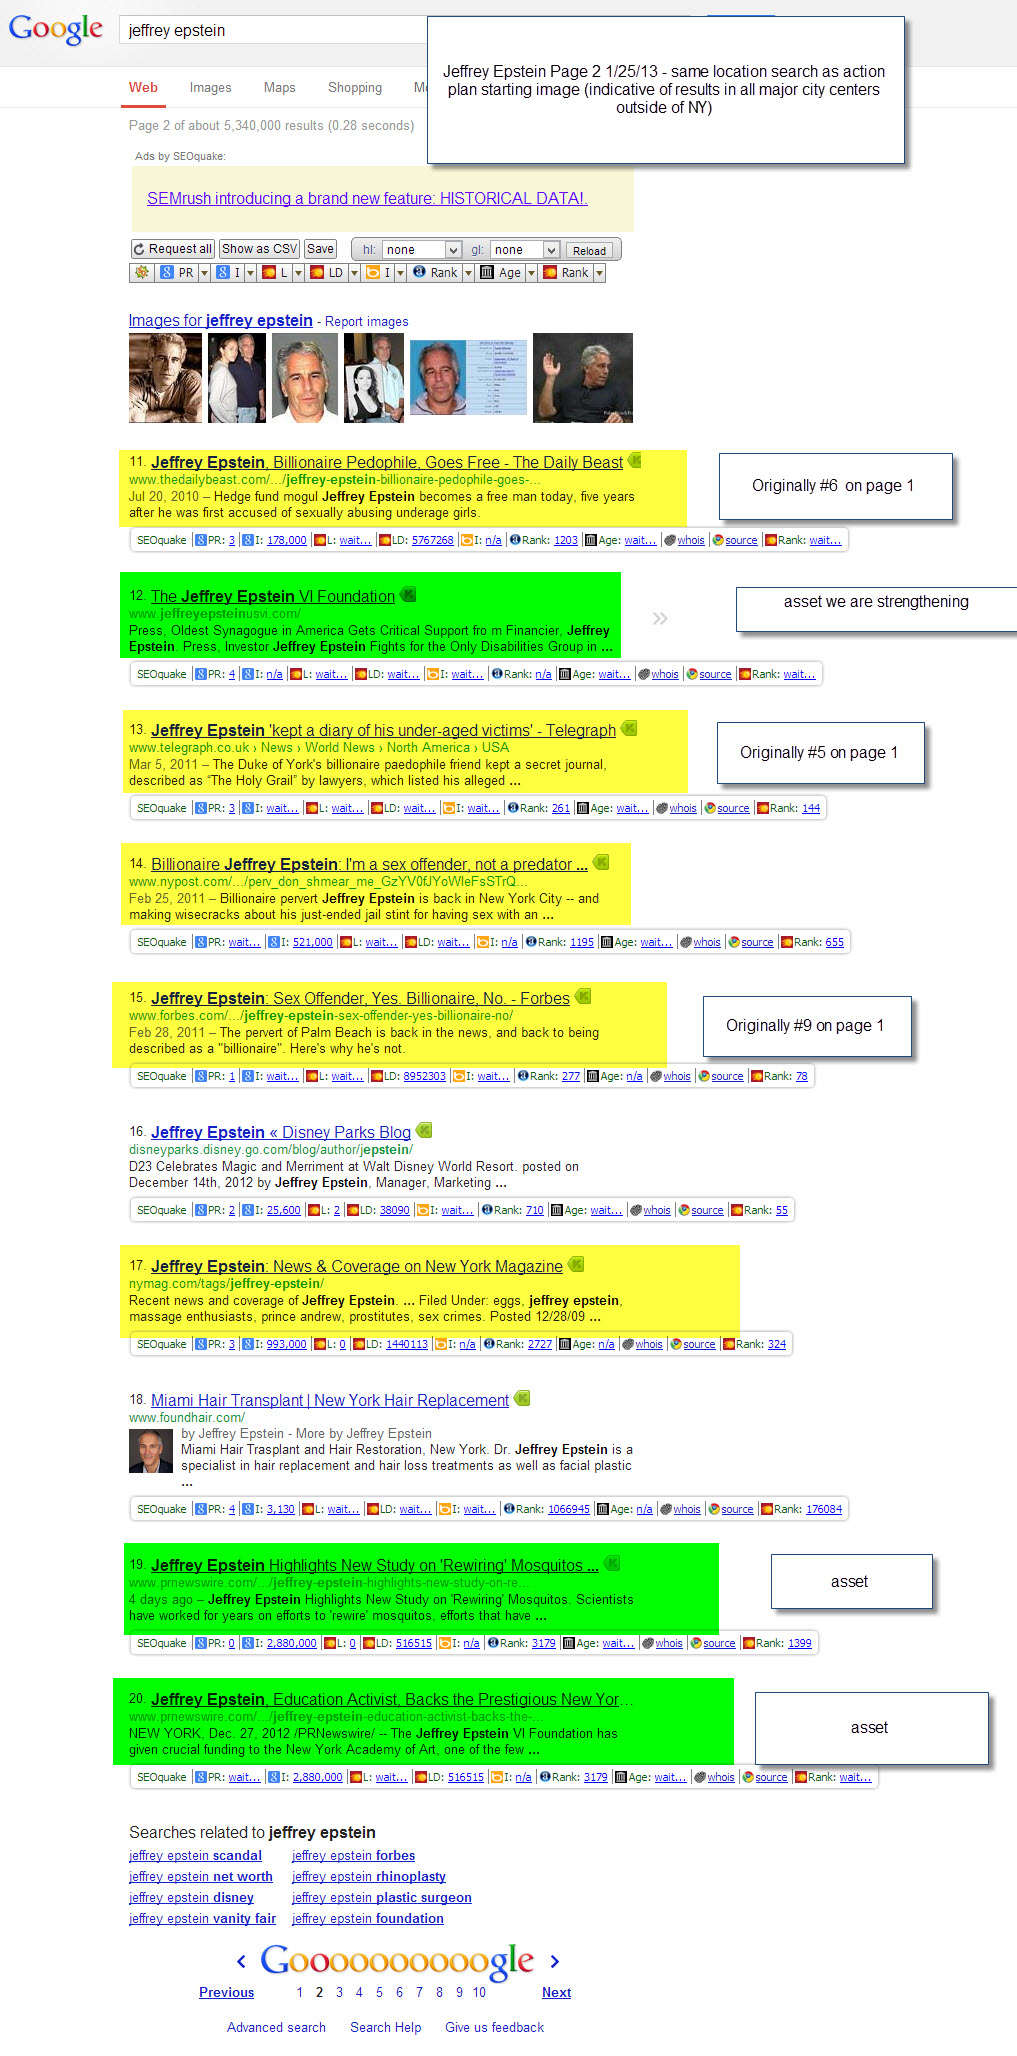 Google
jeffrey epstein
Jeffrey Epstein Page 2 1/25/13 - same location search as action
plan starting image (indicative of results in all major city centers
outside of NY)
Web Images Maps Shopping
Page 2 of about 5,340,000 results (0.28 seconds)
Ads by SEOquake:
SEMrush introducing a brand new feature: HISTORICAL DATA!.
Request all Show as CSV Save hl: none gl: none Reload
PR I L LD I Rank Age Rank
Images for jeffrey epstein - Report images
11. Jeffrey Epstein, Billionaire Pedophile, Goes Free - The Daily Beast
www.thedailybeast.com/.../jeffrey-epstein-billionaire-pedophile-goes-...
Jul 20, 2010 – Hedge fund mogul Jeffrey Epstein becomes a free man today, five years
after he was first accused of sexually abusing underage girls.
Originally #6 on page 1
SEOquake PR: 3 I: 178,000 L: wait... LD: 5767268 I: n/a Rank: 1203 Age: wait... whois source Rank: wait...
12. The Jeffrey Epstein VI Foundation
www.jeffreyepsteinusvi.com/
Press, Oldest Synagogue in America Gets Critical Support fro m Financier, Jeffrey
Epstein. Press, Investor Jeffrey Epstein Fights for the Only Disabilities Group in ...
asset we are strengthening
SEOquake PR: 4 I: n/a L: wait... LD: wait... I: wait... Rank: n/a Age: wait... whois source Rank: wait...
13. Jeffrey Epstein 'kept a diary of his under-aged victims' - Telegraph
www.telegraph.co.uk › News › World News › North America › USA
Mar 5, 2011 – The Duke of York's billionaire paedophile friend kept a secret journal,
described as “The Holy Grail” by lawyers, which listed his alleged ...
Originally #5 on page 1
SEOquake PR: 3 I: wait... L: wait... LD: wait... I: wait... Rank: 261 Age: wait... whois source Rank: 144
14. Billionaire Jeffrey Epstein: I'm a sex offender, not a predator ...
www.nypost.com/.../perv_don_shmear_me_GzYV0fJYoWleFsSTrQ...
Feb 25, 2011 – Billionaire pervert Jeffrey Epstein is back in New York City -- and
making wisecracks about his just-ended jail stint for having sex with an ...
SEOquake PR: wait... I: 521,000 L: wait... LD: wait... I: n/a Rank: 1195 Age: wait... whois source Rank: 655
15. Jeffrey Epstein: Sex Offender, Yes. Billionaire, No. - Forbes
www.forbes.com/.../jeffrey-epstein-sex-offender-yes-billionaire-no/
Feb 28, 2011 – The pervert of Palm Beach is back in the news, and back to being
described as a "billionaire". Here's why he's not.
Originally #9 on page 1
SEOquake PR: 1 I: wait... L: wait... LD: 8952303 I: wait... Rank: 277 Age: n/a whois source Rank: 78
16. Jeffrey Epstein « Disney Parks Blog
disneyparks.disney.go.com/blog/author/jepstein/
D23 Celebrates Magic and Merriment at Walt Disney World Resort. posted on
December 14th, 2012 by Jeffrey Epstein, Manager, Marketing ...
SEOquake PR: 2 I: 25,600 L: 2 LD: 38090 I: wait... Rank: 710 Age: wait... whois source Rank: 55
17. Jeffrey Epstein: News & Coverage on New York Magazine
nymag.com/tags/jeffrey-epstein/
Recent news and coverage of Jeffrey Epstein. ... Filed Under: eggs, jeffrey epstein,
massage enthusiasts, prince andrew, prostitutes, sex crimes. Posted 12/28/09 ...
SEOquake PR: 3 I: 993,000 L: 0 LD: 1440113 I: n/a Rank: 2727 Age: n/a whois source Rank: 324
18. Miami Hair Transplant | New York Hair Replacement
www.foundhair.com/
by Jeffrey Epstein - More by Jeffrey Epstein
Miami Hair Trasplant and Hair Restoration, New York. Dr. Jeffrey Epstein is a
specialist in hair replacement and hair loss treatments as well as facial plastic
...
SEOquake PR: 4 I: 3,130 L: wait... LD: wait... I: wait... Rank: 1066945 Age: n/a whois source Rank: 176084
19. Jeffrey Epstein Highlights New Study on 'Rewiring' Mosquitos ...
www.prnewswire.com/.../jeffrey-epstein-highlights-new-study-on-re...
4 days ago – Jeffrey Epstein Highlights New Study on 'Rewiring' Mosquitos. Scientists
have worked for years on efforts to 'rewire' mosquitos, efforts that have ...
asset
SEOquake PR: 0 I: 2,880,000 L: 0 LD: 516515 I: n/a Rank: 3179 Age: wait... whois source Rank: 1399
20. Jeffrey Epstein, Education Activist, Backs the Prestigious New Yor...
www.prnewswire.com/.../jeffrey-epstein-education-activist-backs-the-...
NEW YORK, Dec. 27, 2012 /PRNewswire/ -- The Jeffrey Epstein VI Foundation has
given crucial funding to the New York Academy of Art, one of the few ...
asset
SEOquake PR: wait... I: 2,880,000 L: wait... LD: 516515 I: n/a Rank: 3179 Age: wait... whois source Rank: wait...
Searches related to jeffrey epstein
jeffrey epstein scandal jeffrey epstein forbes
jeffrey epstein net worth jeffrey epstein rhinoplasty
jeffrey epstein disney jeffrey epstein plastic surgeon
jeffrey epstein vanity fair jeffrey epstein foundation
Goooooooooogle
Previous 1 2 3 4 5 6 7 8 9 10 Next
Advanced search Search Help Give us feedback